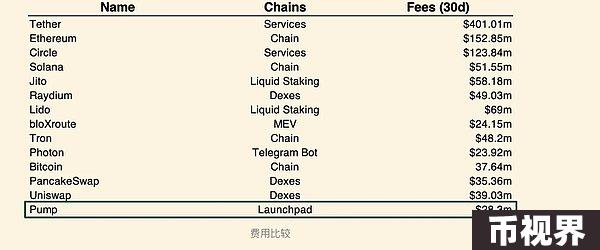 Name Chains Fees (30d)
Tether Services $401.01m
Ethereum Chain $152.85m
Circle Services $123.84m
Solana Chain $51.55m
Jito Liquid Staking $58.18m
Raydium Dexes $49.03m
Lido Liquid Staking $69m
bloXroute MEV $24.15m
Tron Chain $48.2m
Photon Telegram Bot $23.92m
Bitcoin Chain 37.64m
PancakeSwap Dexes $35.36m
Uniswap Dexes $39.03m
Pump Launchpad
费用比较
币视界